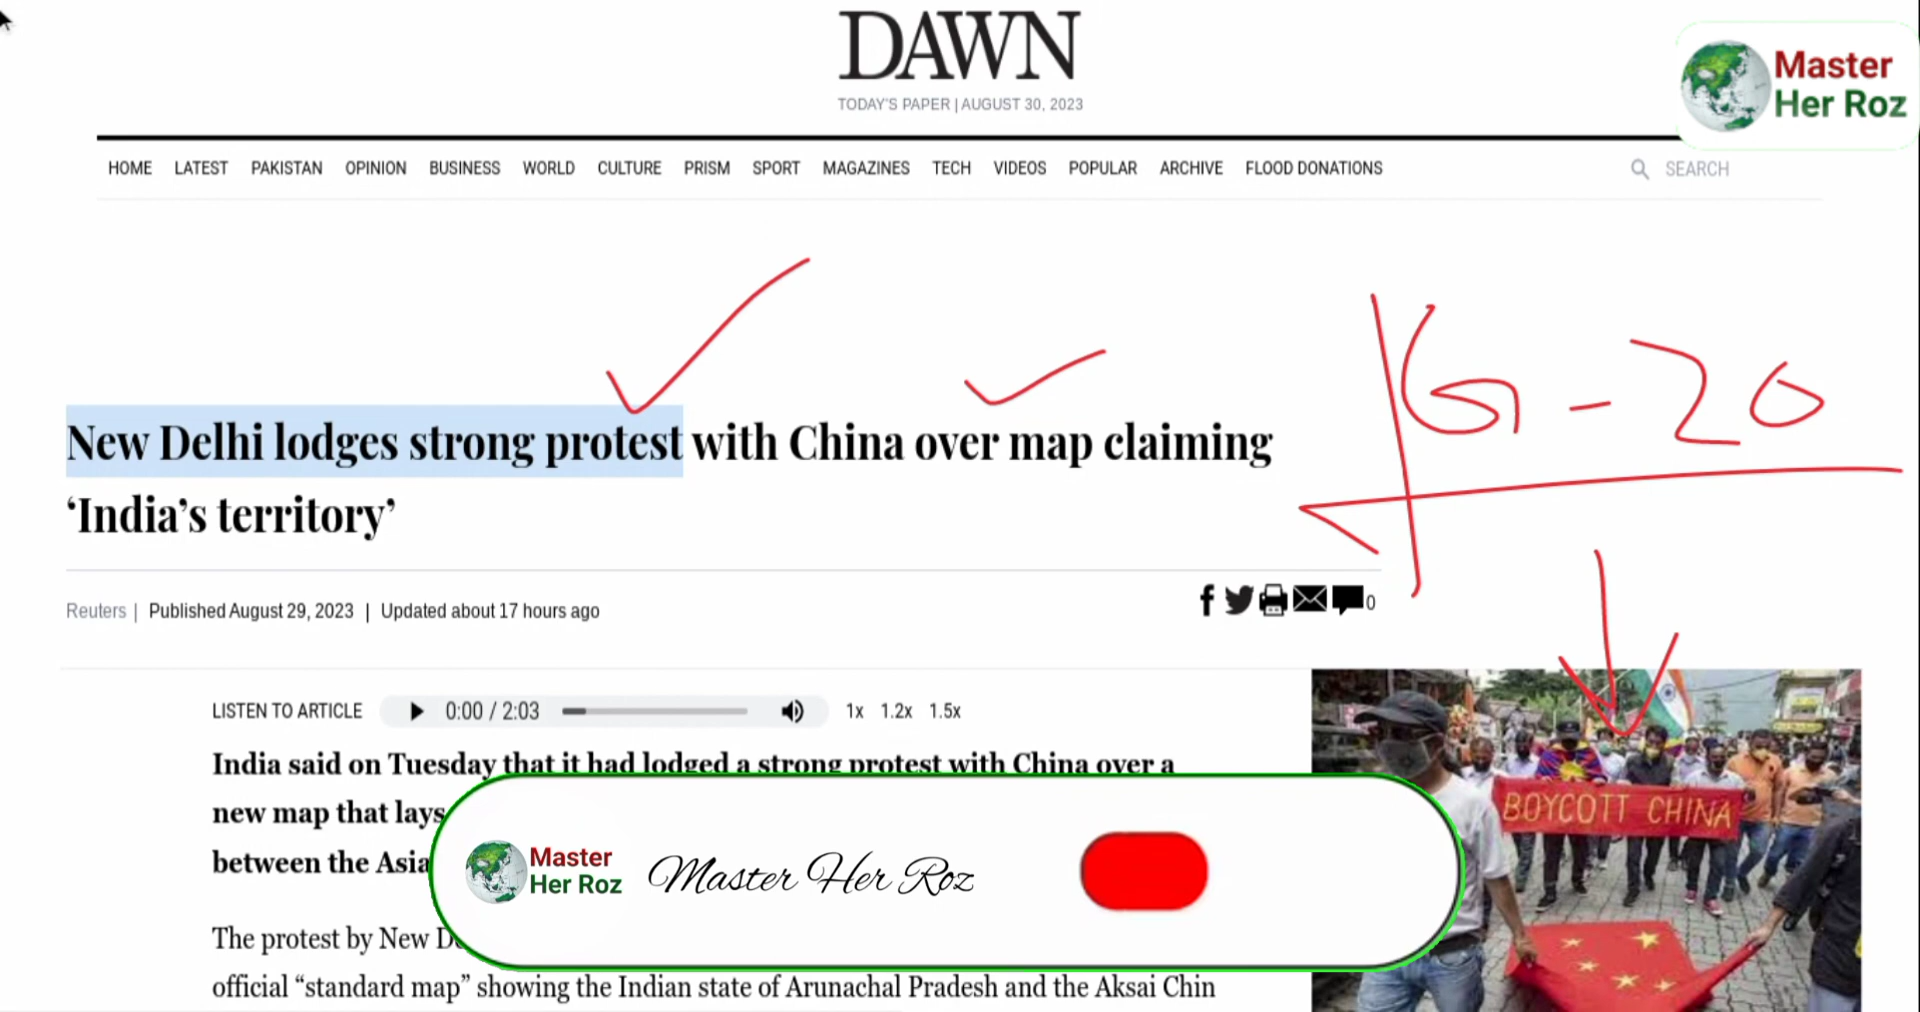 DAWN
TODAY'S PAPER | AUGUST 30, 2023
Master
Her Roz
HOME LATEST PAKISTAN OPINION BUSINESS WORLD CULTURE PRISM SPORT MAGAZINES TECH VIDEOS POPULAR ARCHIVE FLOOD DONATIONS SEARCH
G-20
New Delhi lodges strong protest with China over map claiming
‘India’s territory’
Reuters | Published August 29, 2023 | Updated about 17 hours ago
0
LISTEN TO ARTICLE 0:00 / 2:03 1x 1.2x 1.5x
India said on Tuesday that it had lodged a strong protest with China over a
new map that lays
between the Asia
BOYCOTT CHINA
Master
Her Roz
Master Her Roz
The protest by New
official “standard map” showing the Indian state of Arunachal Pradesh and the Aksai Chin